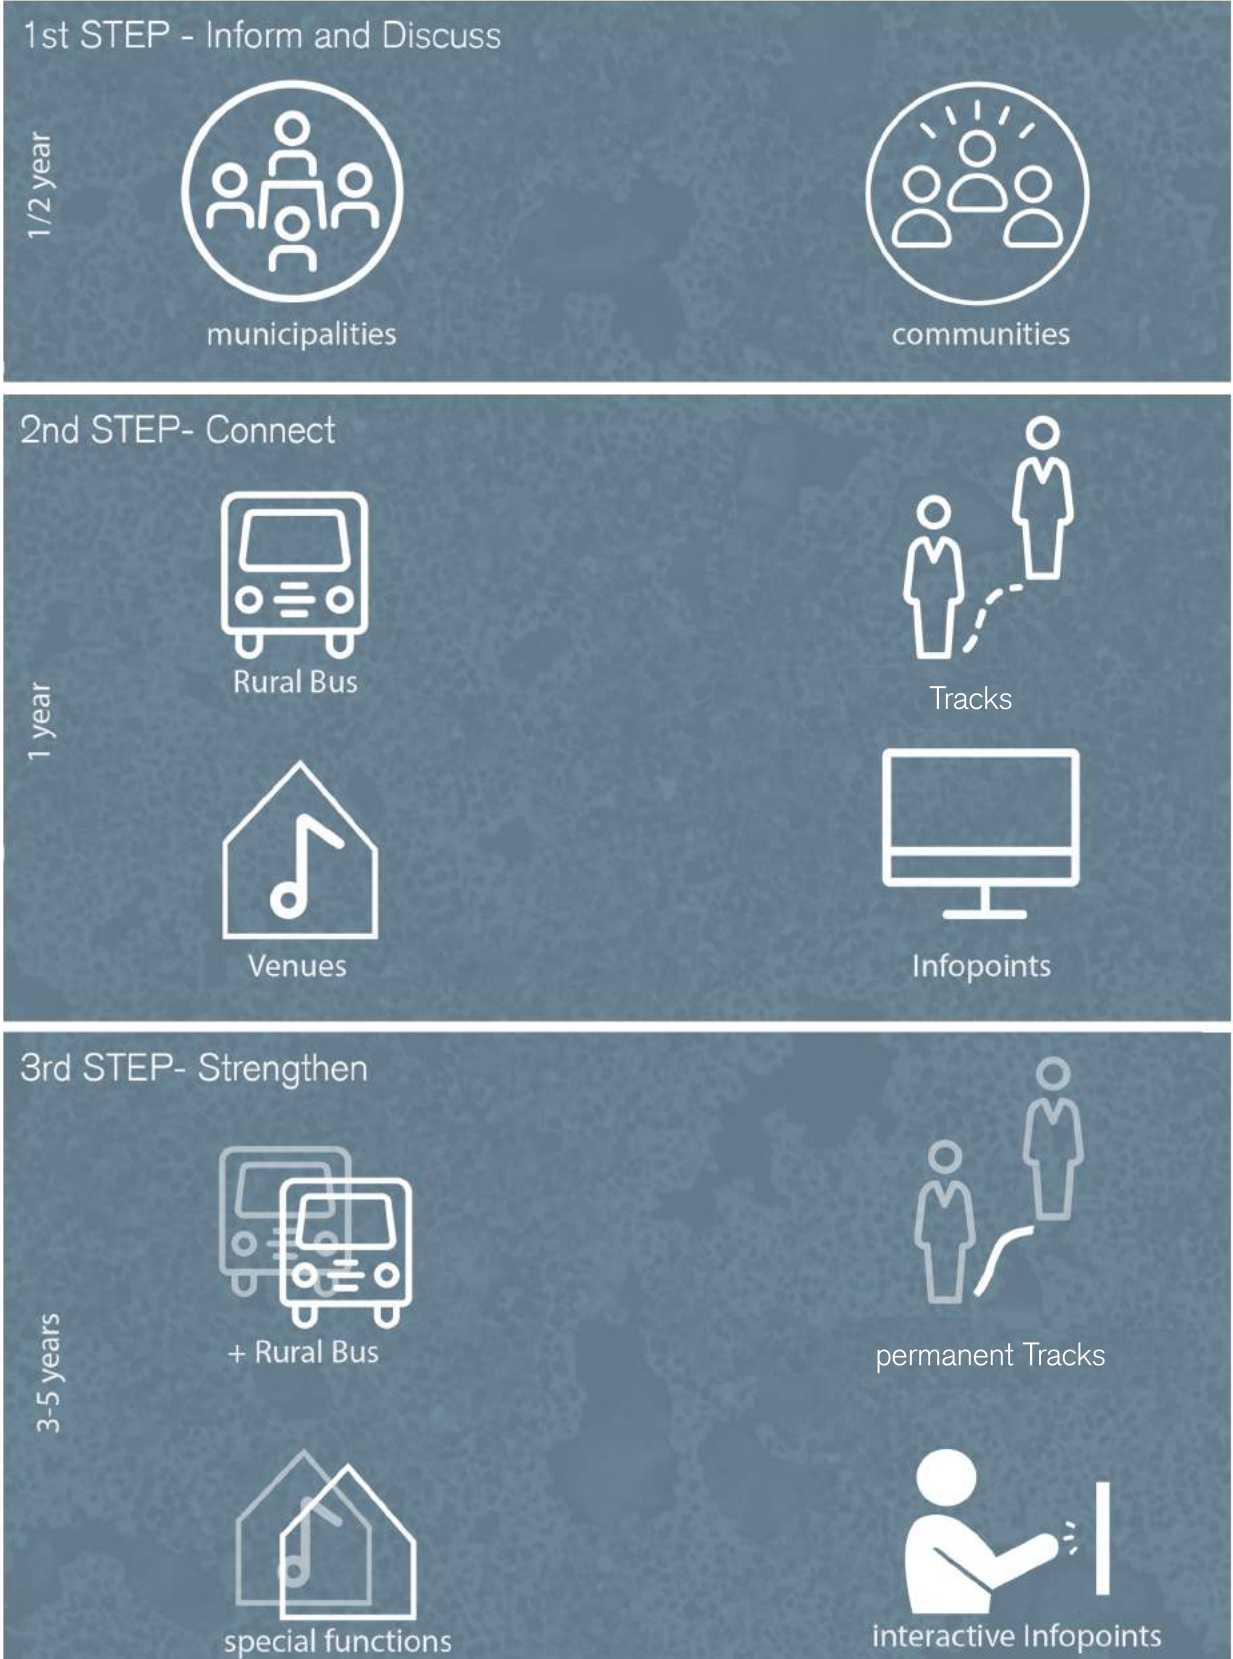 1st STEP - Inform and Discuss
1/2 year
municipalities
communities
2nd STEP- Connect
1 year
Rural Bus
Tracks
Venues
Infopoints
3rd STEP- Strengthen
3-5 years
+ Rural Bus
permanent Tracks
special functions
interactive Infopoints